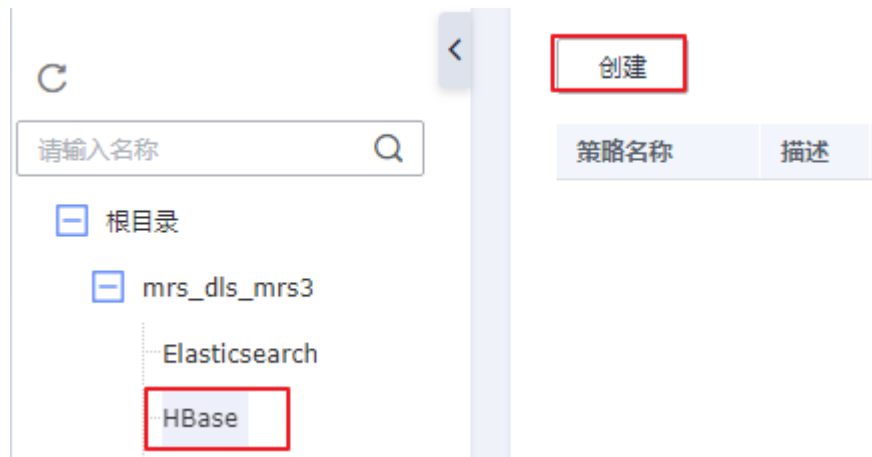 请输入名称
根目录
mrs_dls_mrs3
Elasticsearch
HBase
创建
策略名称 描述